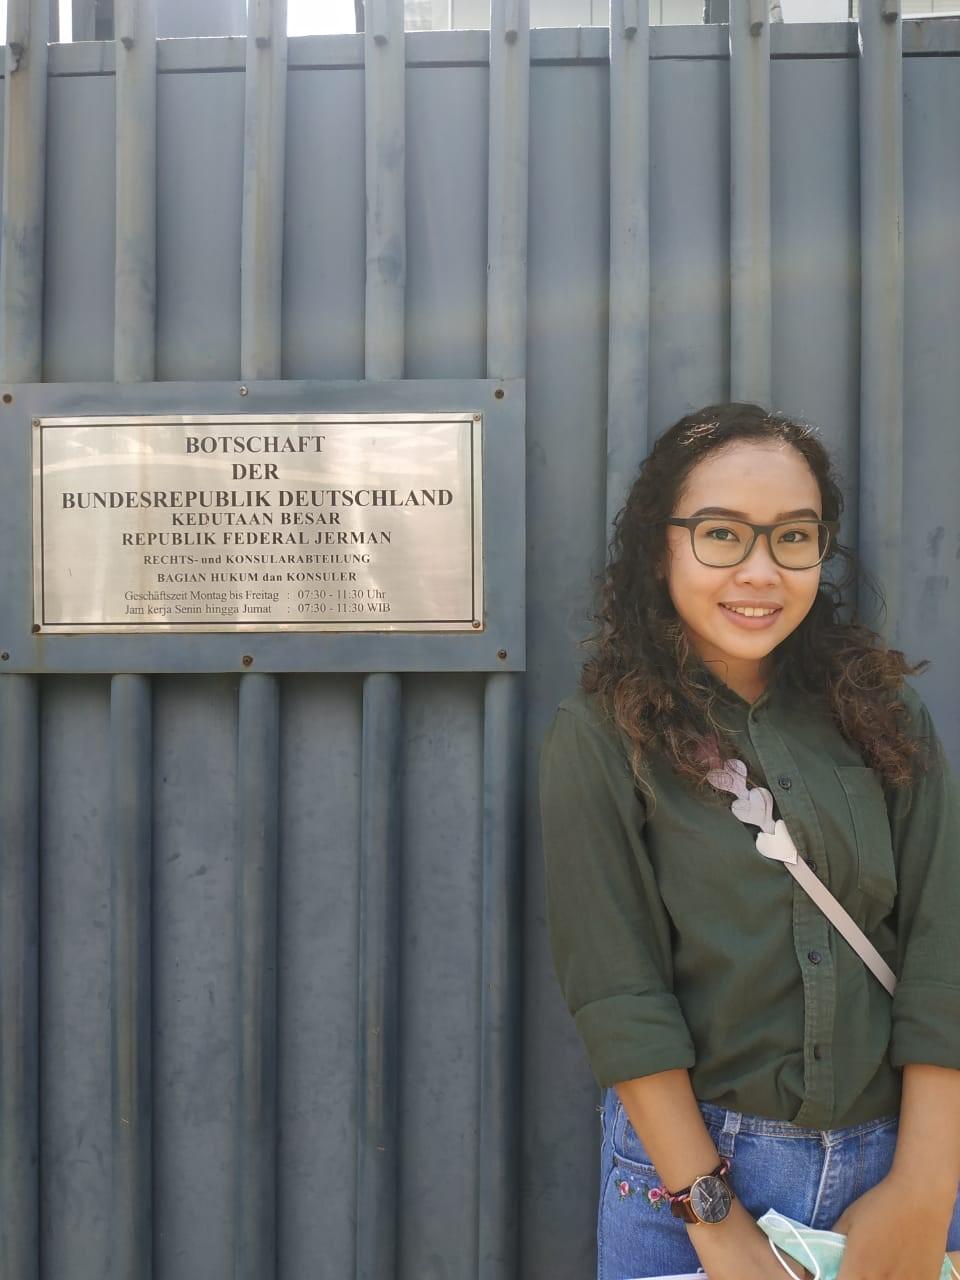 BOTSCHAFT
DER
BUNDESREPUBLIK DEUTSCHLAND
KEDUTAAN BESAR
REPUBLIK FEDERAL JERMAN
RECHTS- und KONSULARABTEILUNG
BAGIAN HUKUM dan KONSULER
Geschäftszeit Montag bis Freitag : 07:30 - 11:30 Uhr
Jam kerja Senin hingga Jumat : 07:30 - 11:30 WIB